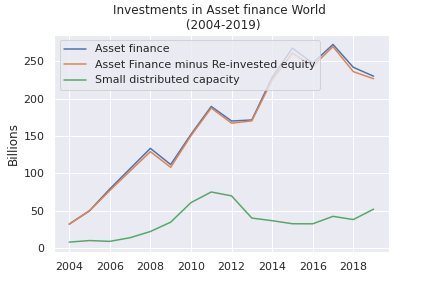 Investments in Asset finance World
(2004-2019)
Asset finance
Asset Finance minus Re-invested equity
Small distributed capacity
Billions
250
200
150
100
50
0
2004 2006 2008 2010 2012 2014 2016 2018